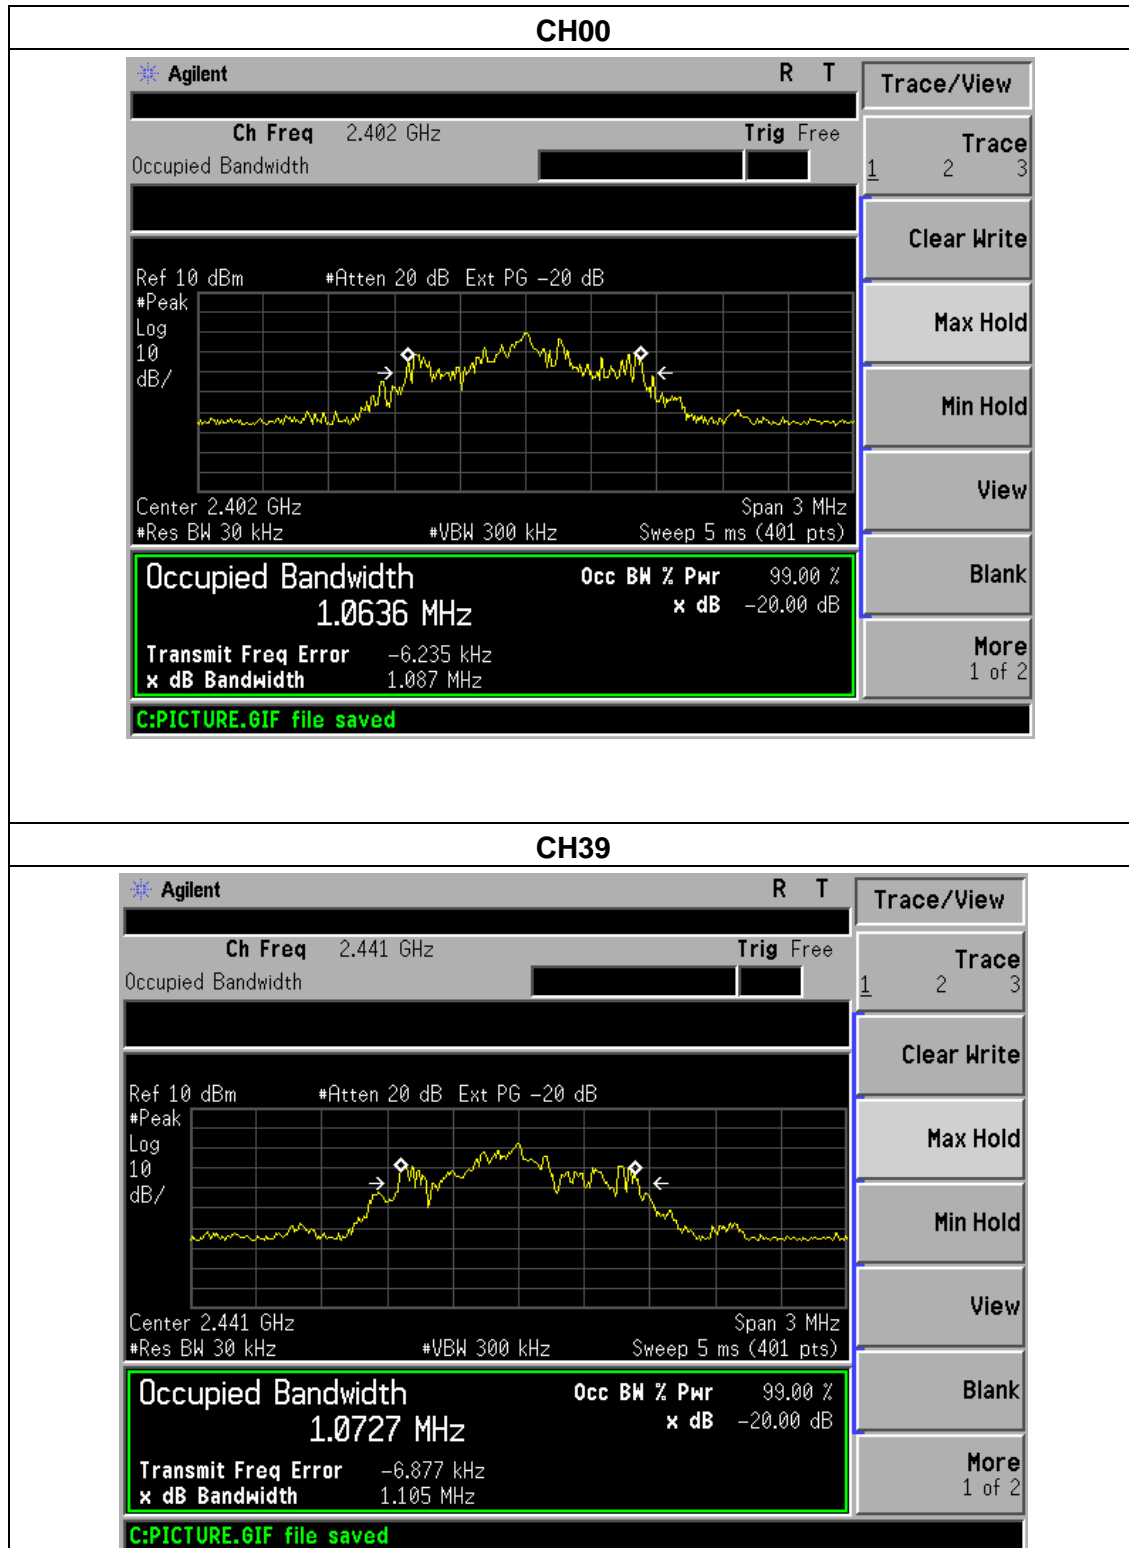 CH00
Agilent R T Trace/View
Ch Freq 2.402 GHz Trig Free
Occupied Bandwidth
Trace
1 2 3
Clear Write
Ref 10 dBm #Atten 20 dB Ext PG −20 dB
#Peak
Log
10
dB/
Max Hold
Min Hold
View
Center 2.402 GHz Span 3 MHz
#Res BW 30 kHz #VBW 300 kHz Sweep 5 ms (401 pts)
Occupied Bandwidth Occ BW % Pwr 99.00 %
1.0636 MHz x dB −20.00 dB
Blank
Transmit Freq Error −6.235 kHz
x dB Bandwidth 1.087 MHz
More
1 of 2
C:PICTURE.GIF file saved
CH39
Agilent R T Trace/View
Ch Freq 2.441 GHz Trig Free
Occupied Bandwidth
Trace
1 2 3
Clear Write
Ref 10 dBm #Atten 20 dB Ext PG −20 dB
#Peak
Log
10
dB/
Max Hold
Min Hold
View
Center 2.441 GHz Span 3 MHz
#Res BW 30 kHz #VBW 300 kHz Sweep 5 ms (401 pts)
Occupied Bandwidth Occ BW % Pwr 99.00 %
1.0727 MHz x dB −20.00 dB
Blank
Transmit Freq Error −6.877 kHz
x dB Bandwidth 1.105 MHz
More
1 of 2
C:PICTURE.GIF file saved